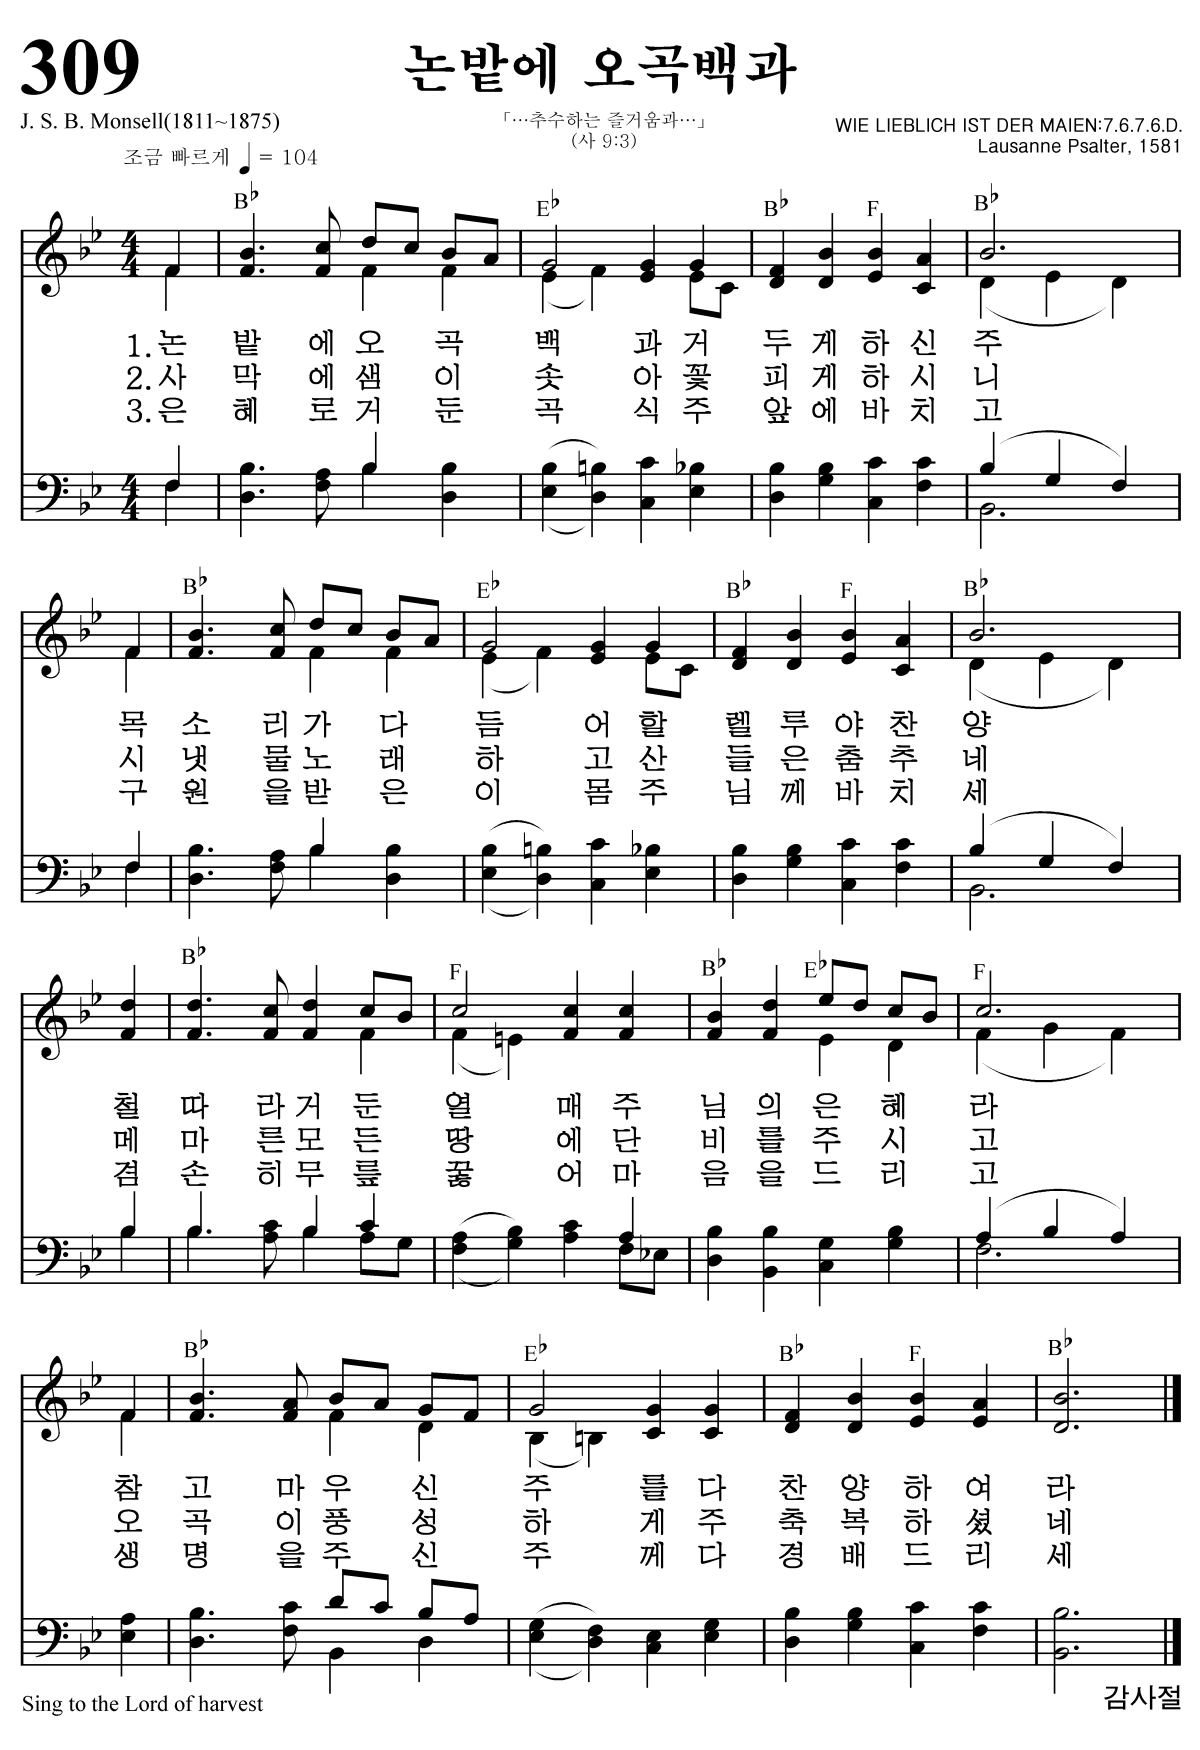 309
논밭에 오곡백과
J. S. B. Monsell(1811~1875)
「…추수하는 즐거움과…」
(사 9:3)
WIE LIEBLICH IST DER MAIEN:7.6.7.6.D.
Lausanne Psalter, 1581
조금 빠르게 ♩ = 104
B♭ E♭ B♭ F B♭
1.논 밭 에 오 곡 백 과 거 두 게 하 신 주
2.사 막 에 샘 이 솟 아 꽃 피 게 하 시 니
3.은 혜 로 거 둔 곡 식 주 앞 에 바 치 고
B♭ E♭ B♭ F B♭
목 소 리 가 다 듬 어 할 렐 루 야 찬 양
시 냇 물 노 래 하 고 산 들 은 춤 추 네
구 원 을 받 은 이 몸 주 님 께 바 치 세
B♭ F B♭ E♭ F
철 따 라 거 둔 열 매 주 님 의 은 혜 라
메 마 른 모 든 땅 에 단 비 를 주 시 고
겸 손 히 무 릎 꿇 어 마 음 을 드 리 고
B♭ E♭ B♭ F B♭
참 고 마 우 신 주 를 다 찬 양 하 여 라
오 곡 이 풍 성 하 게 주 축 복 하 셨 네
생 명 을 주 신 주 께 다 경 배 드 리 세
Sing to the Lord of harvest
감사절